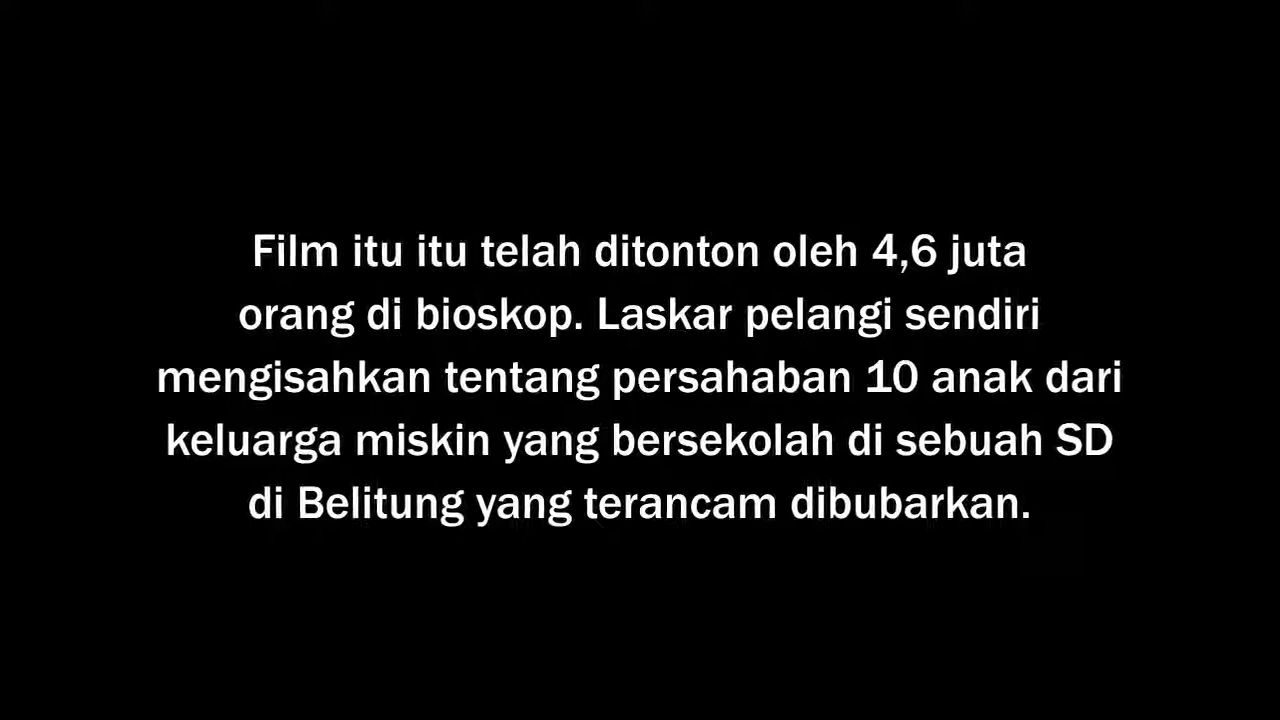 Film itu itu telah ditonton oleh 4,6 juta
orang di bioskop. Laskar pelangi sendiri
mengisahkan tentang persahaban 10 anak dari
keluarga miskin yang bersekolah di sebuah SD
di Belitung yang terancam dibubarkan.